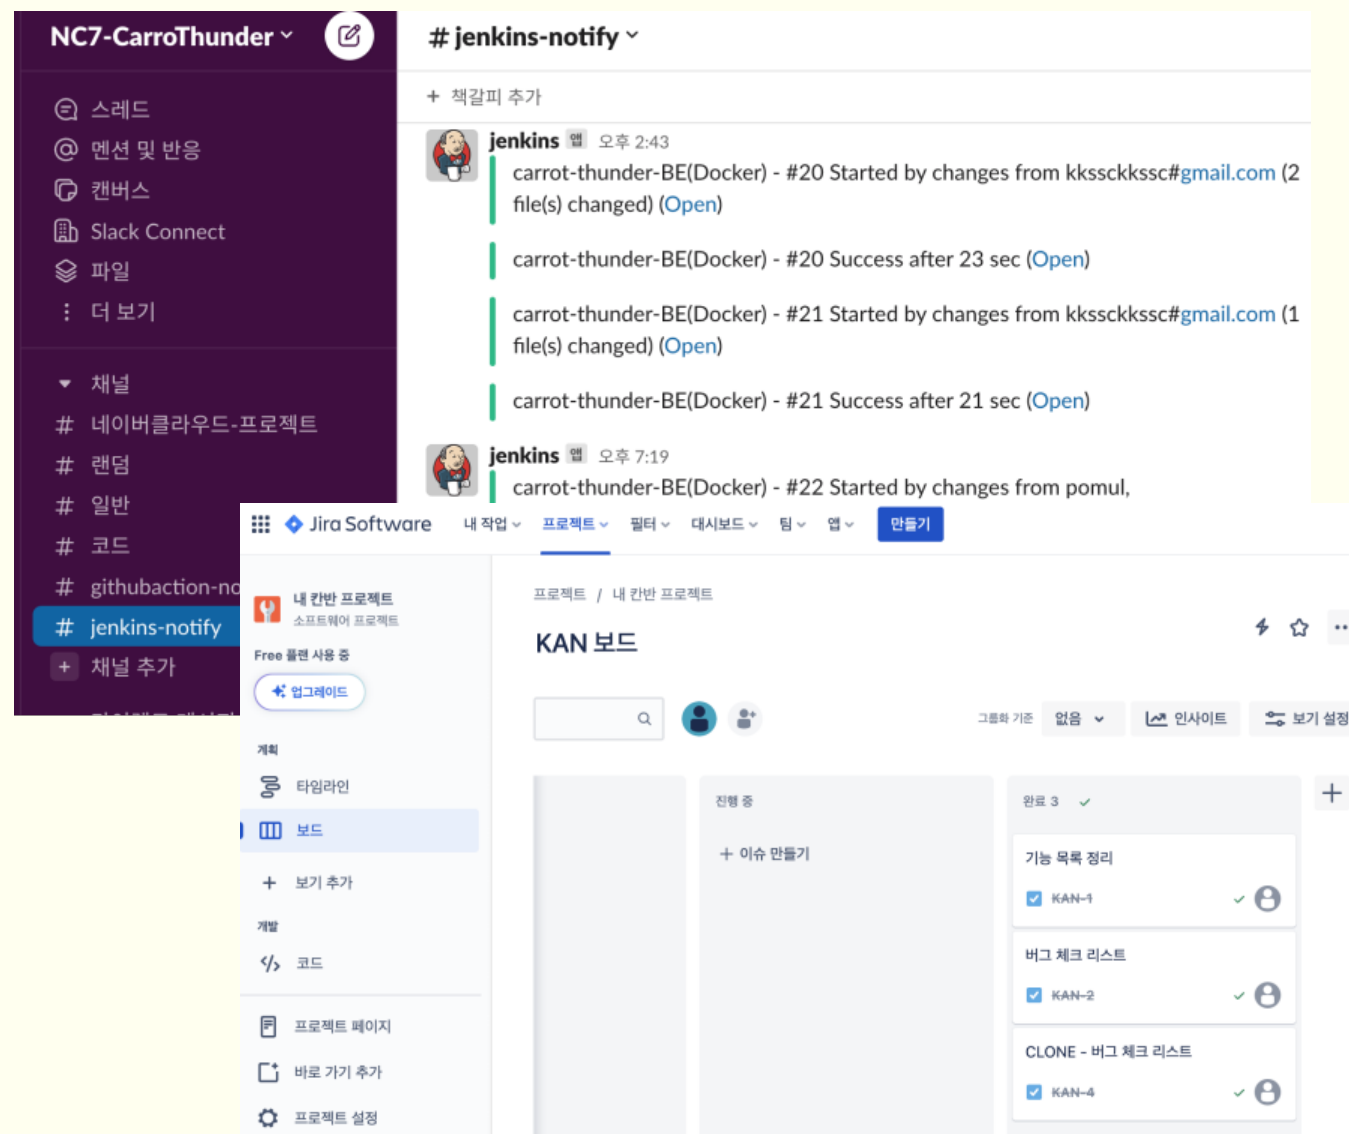 NC7-CarroThunder
# jenkins-notify
스레드
멘션 및 반응
캔버스
Slack Connect
파일
더 보기
채널
# 네이버클라우드-프로젝트
# 랜덤
# 일반
# 코드
# githubaction-no
# jenkins-notify
+ 채널 추가
+ 책갈피 추가
jenkins 앱 오후 2:43
carrot-thunder-BE(Docker) - #20 Started by changes from kkssckkssc#gmail.com (2
file(s) changed) (Open)
carrot-thunder-BE(Docker) - #20 Success after 23 sec (Open)
carrot-thunder-BE(Docker) - #21 Started by changes from kkssckkssc#gmail.com (1
file(s) changed) (Open)
carrot-thunder-BE(Docker) - #21 Success after 21 sec (Open)
jenkins 앱 오후 7:19
carrot-thunder-BE(Docker) - #22 Started by changes from pomul,
Jira Software 내 작업 프로젝트 필터 대시보드 팀 앱 만들기
내 칸반 프로젝트
소프트웨어 프로젝트
Free 플랜 사용 중
업그레이드
계획
타임라인
보드
+ 보기 추가
개발
코드
프로젝트 페이지
바로 가기 추가
프로젝트 설정
프로젝트 / 내 칸반 프로젝트
KAN 보드
그룹화 기준 없음 인사이트 보기 설정
진행 중
+ 이슈 만들기
완료 3
기능 목록 정리
KAN-1
버그 체크 리스트
KAN-2
CLONE - 버그 체크 리스트
KAN-4